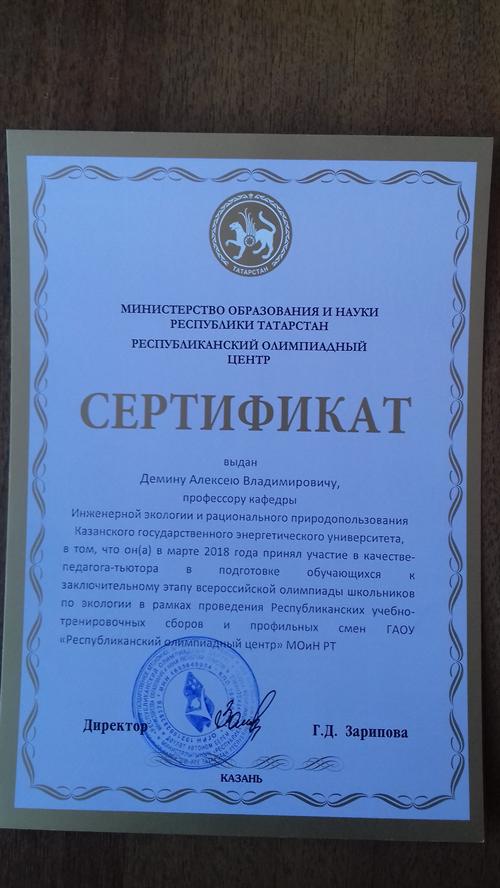 ТАТАРСТАН
МИНИСТЕРСТВО ОБРАЗОВАНИЯ И НАУКИ
РЕСПУБЛИКИ ТАТАРСТАН
РЕСПУБЛИКАНСКИЙ ОЛИМПИАДНЫЙ
ЦЕНТР
СЕРТИФИКАТ
выдан
Демину Алексею Владимировичу,
профессору кафедры
Инженерной экологии и рационального природопользования
Казанского государственного энергетического университета,
в том, что он(а) в марте 2018 года принял участие в качестве-
педагога-тьютора в подготовке обучающихся к
заключительному этапу всероссийской олимпиады школьников
по экологии в рамках проведения Республиканских учебно-
тренировочных сборов и профильных смен ГАОУ
«Республиканский олимпиадный центр» МОиН РТ
Директор
Г.Д. Зарипова
КАЗАНЬ